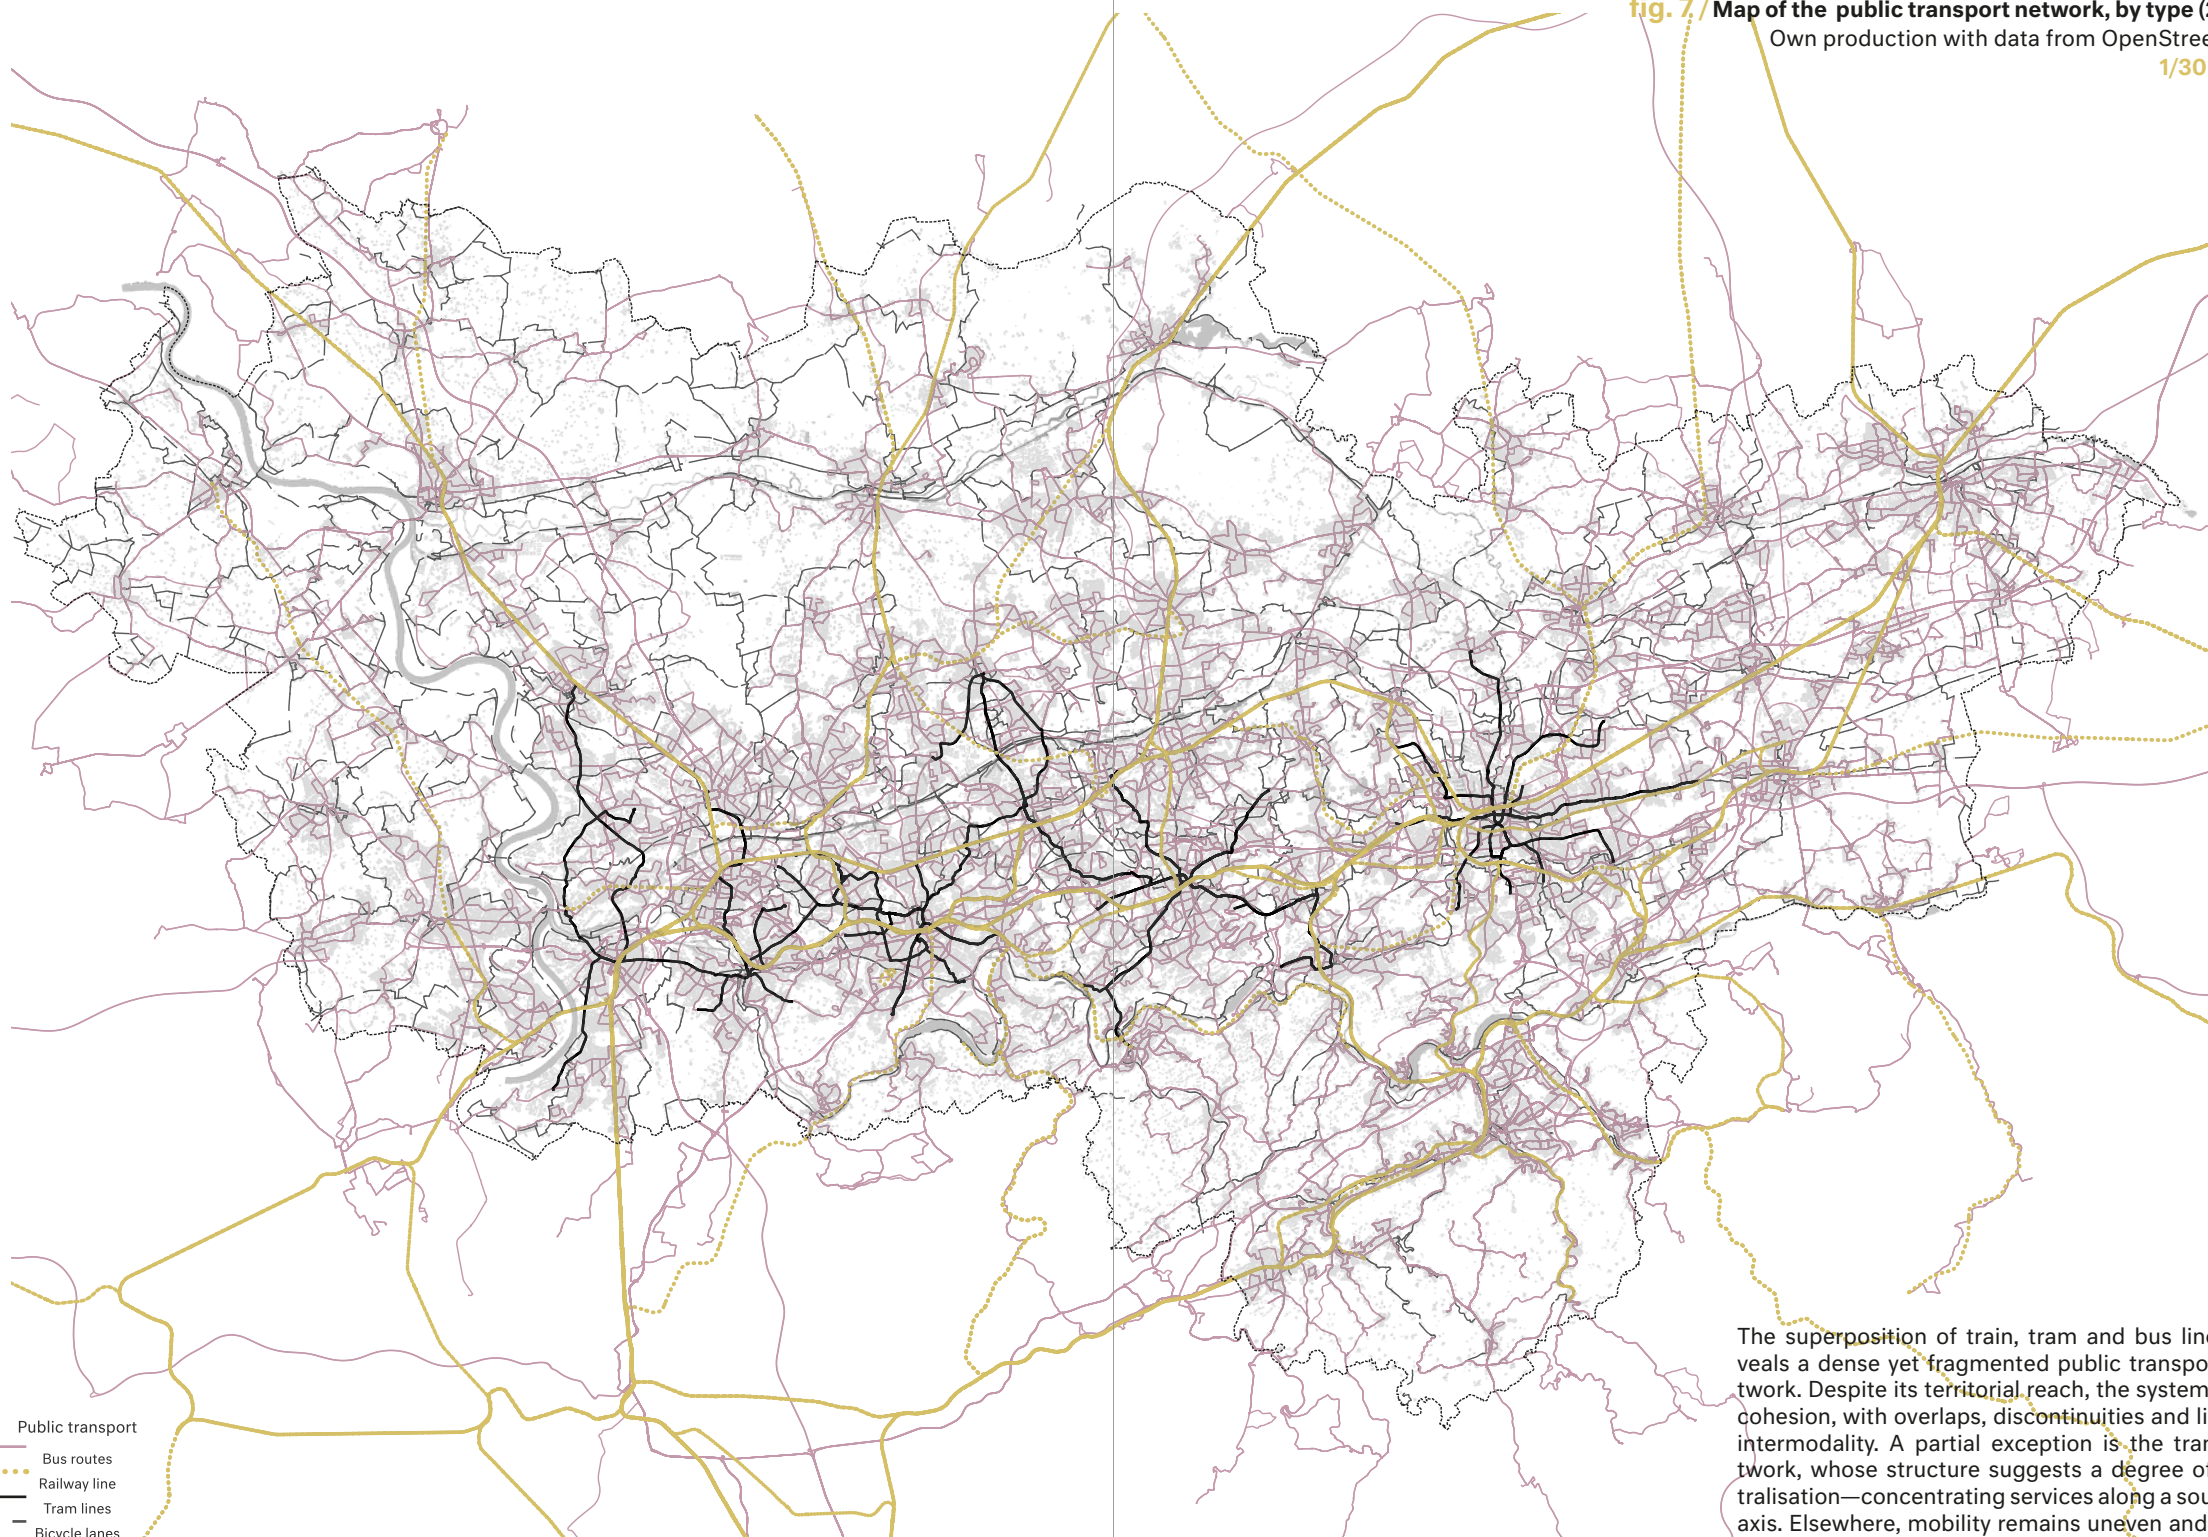 fig. 7/ Map of the public transport network, by type (
Own production with data from OpenStree
1/30
The superposition of train, tram and bus lin
veals a dense yet fragmented public transpo
twork. Despite its territorial reach, the system
cohesion, with overlaps, discontinuities and li
intermodality. A partial exception is the tra
twork, whose structure suggests a degree o
tralisation—concentrating services along a sou
axis. Elsewhere, mobility remains uneven and
Public transport
Bus routes
Railway line
Tram lines
Bicycle lanes